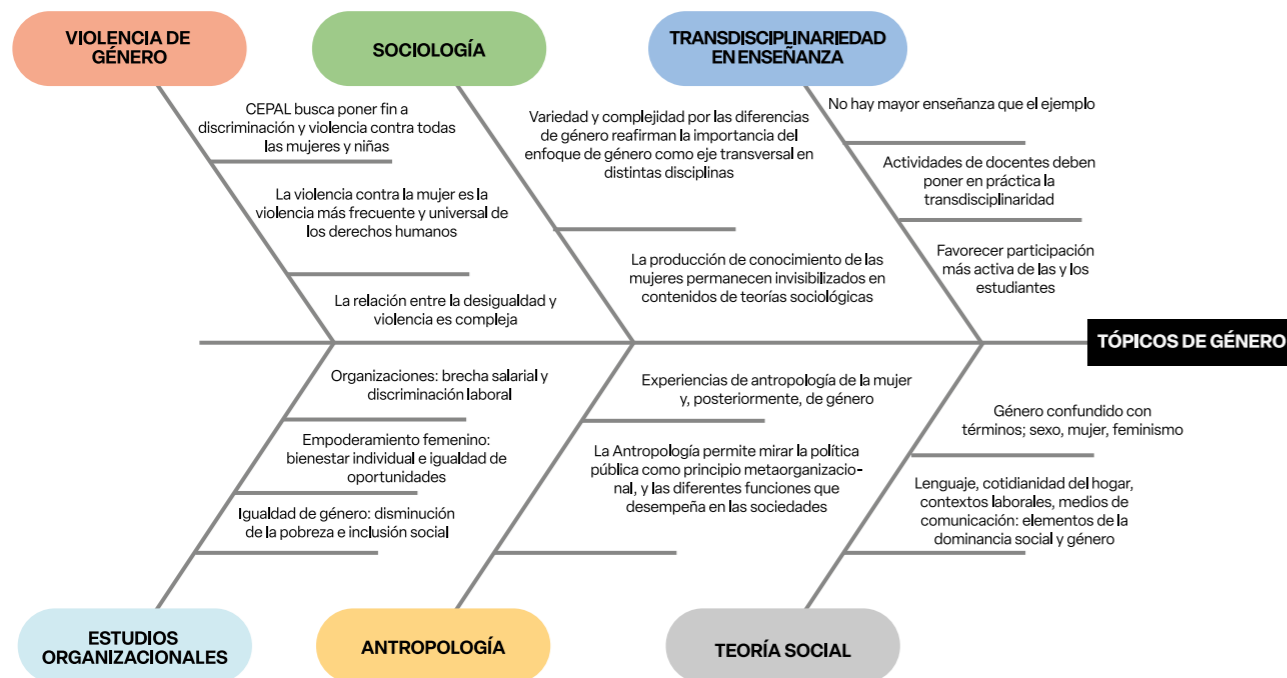 VIOLENCIA DE
GÉNERO
SOCIOLOGÍA
TRANSDISCIPLINARIEDAD
EN ENSEÑANZA
CEPAL busca poner fin a
discriminación y violencia contra todas
las mujeres y niñas
La violencia contra la mujer es la
violencia más frecuente y universal de
los derechos humanos
La relación entre la desigualdad y
violencia es compleja
Variedad y complejidad por las diferencias
de género reafirman la importancia del
enfoque de género como eje transversal en
distintas disciplinas
La producción de conocimiento de las
mujeres permanecen invisibilizados en
contenidos de teorías sociológicas
No hay mayor enseñanza que el ejemplo
Actividades de docentes deben
poner en práctica la
transdisciplinaridad
Favorecer participación
más activa de las y los
estudiantes
TÓPICOS DE GÉNERO
Organizaciones: brecha salarial y
discriminación laboral
Empoderamiento femenino:
bienestar individual e igualdad de
oportunidades
Igualdad de género: disminución
de la pobreza e inclusión social
Experiencias de antropología de la mujer
y, posteriormente, de género
La Antropología permite mirar la política
pública como principio metaorganizacio-
nal, y las diferentes funciones que
desempeña en las sociedades
Género confundido con
términos; sexo, mujer, feminismo
Lenguaje, cotidianidad del hogar,
contextos laborales, medios de
comunicación: elementos de la
dominancia social y género
ESTUDIOS
ORGANIZACIONALES
ANTROPOLOGÍA
TEORÍA SOCIAL